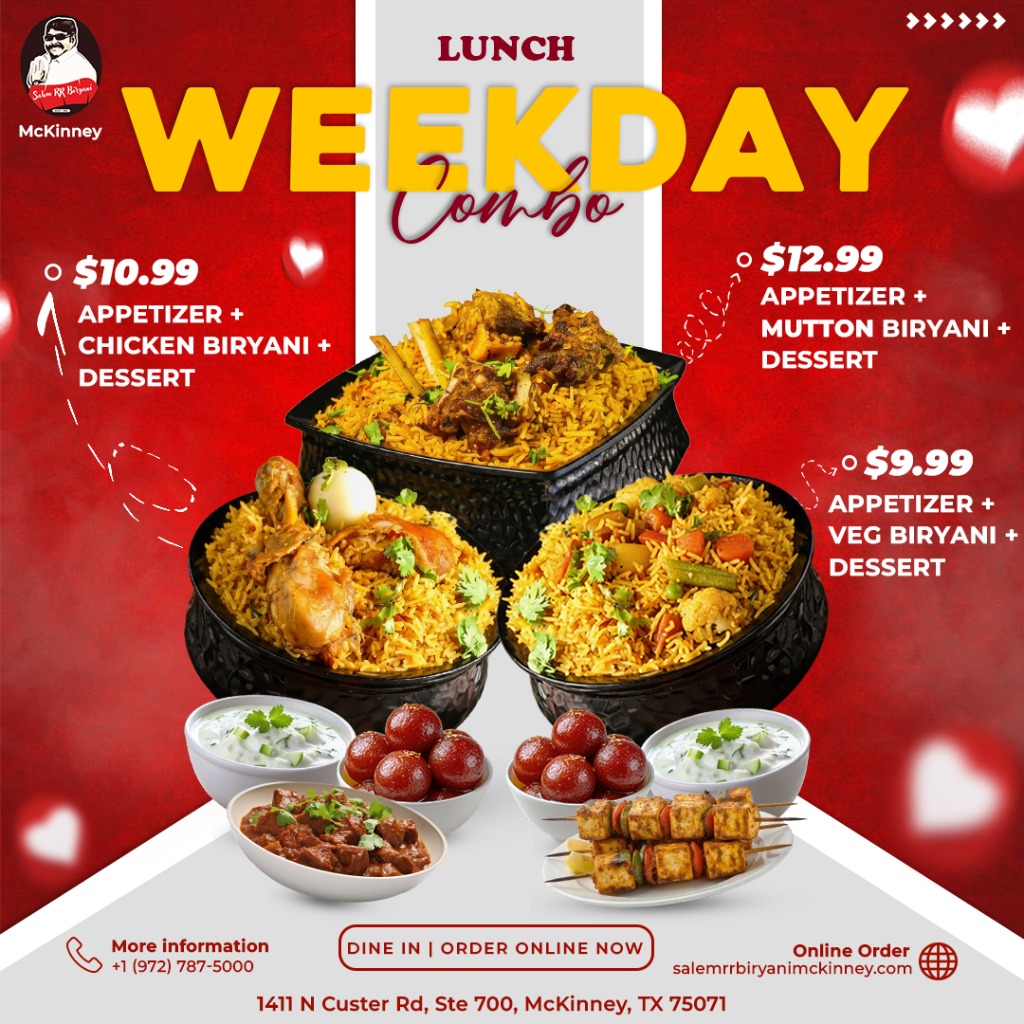 LUNCH
WEEKDAY
Combo
Salem RR Biryani
McKinney
$10.99
APPETIZER +
CHICKEN BIRYANI +
DESSERT
$12.99
APPETIZER +
MUTTON BIRYANI +
DESSERT
$9.99
APPETIZER +
VEG BIRYANI +
DESSERT
More information
+1 (972) 787-5000
DINE IN | ORDER ONLINE NOW
Online Order
salemrrbiryanimckinney.com
1411 N Custer Rd, Ste 700, McKinney, TX 75071